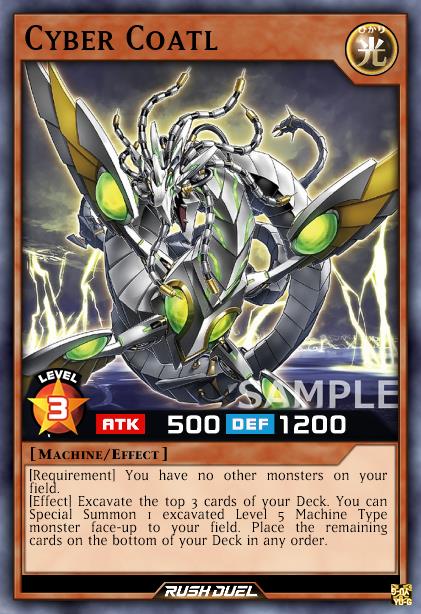 CYBER COATL
ひかり
光
SAMPLE
LEVEL
3
ATK 500 DEF 1200
[MACHINE/EFFECT]
[Requirement] You have no other monsters on your
field.
[Effect] Excavate the top 3 cards of your Deck. You can
Special Summon 1 excavated Level 5 Machine Type
monster face-up to your field. Place the remaining
cards on the bottom of your Deck in any order.
RUSH DUEL